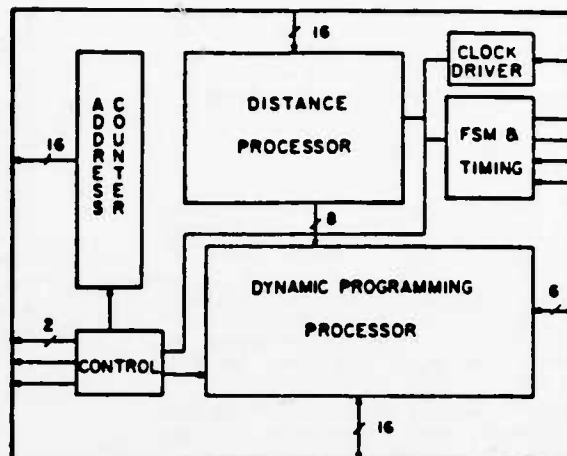 16
CLOCK
DRIVER
ADDRESS
COUNTER
DISTANCE
PROCESSOR
FSM &
TIMING
16
8
DYNAMIC PROGRAMMING
PROCESSOR
6
2
CONTROL
16